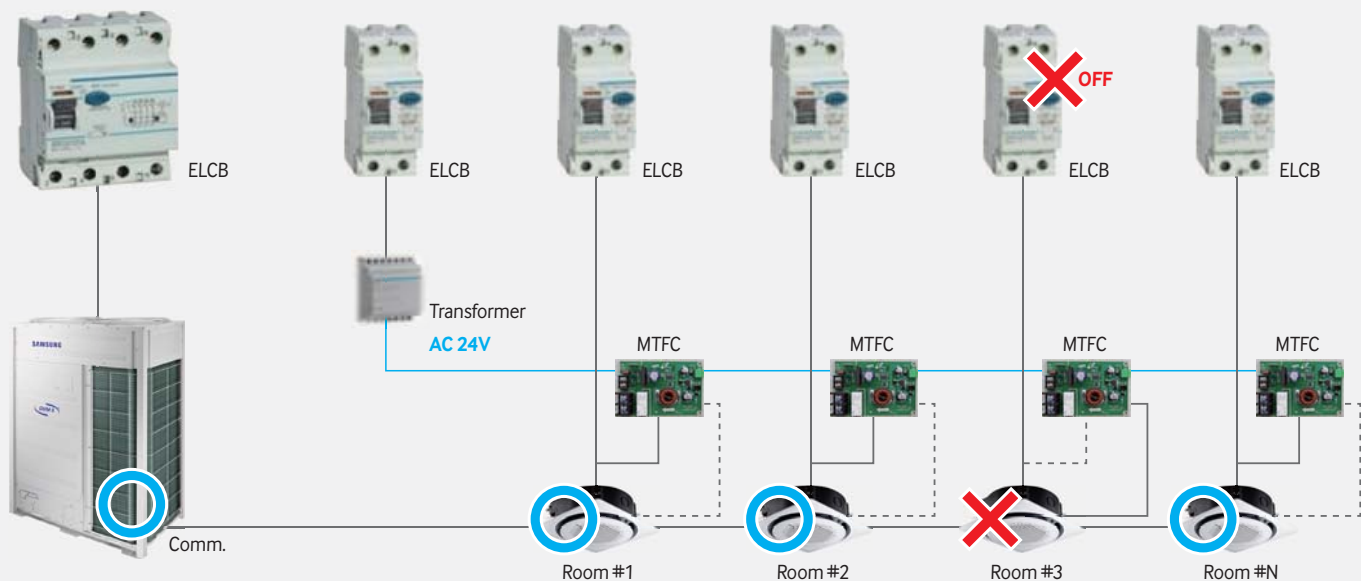 OFF
ELCB
ELCB
ELCB
ELCB
ELCB
ELCB
Transformer
AC 24V
MTFC
MTFC
MTFC
MTFC
SAMSUNG
Comm.
Room #1
Room #2
Room #3
Room #N